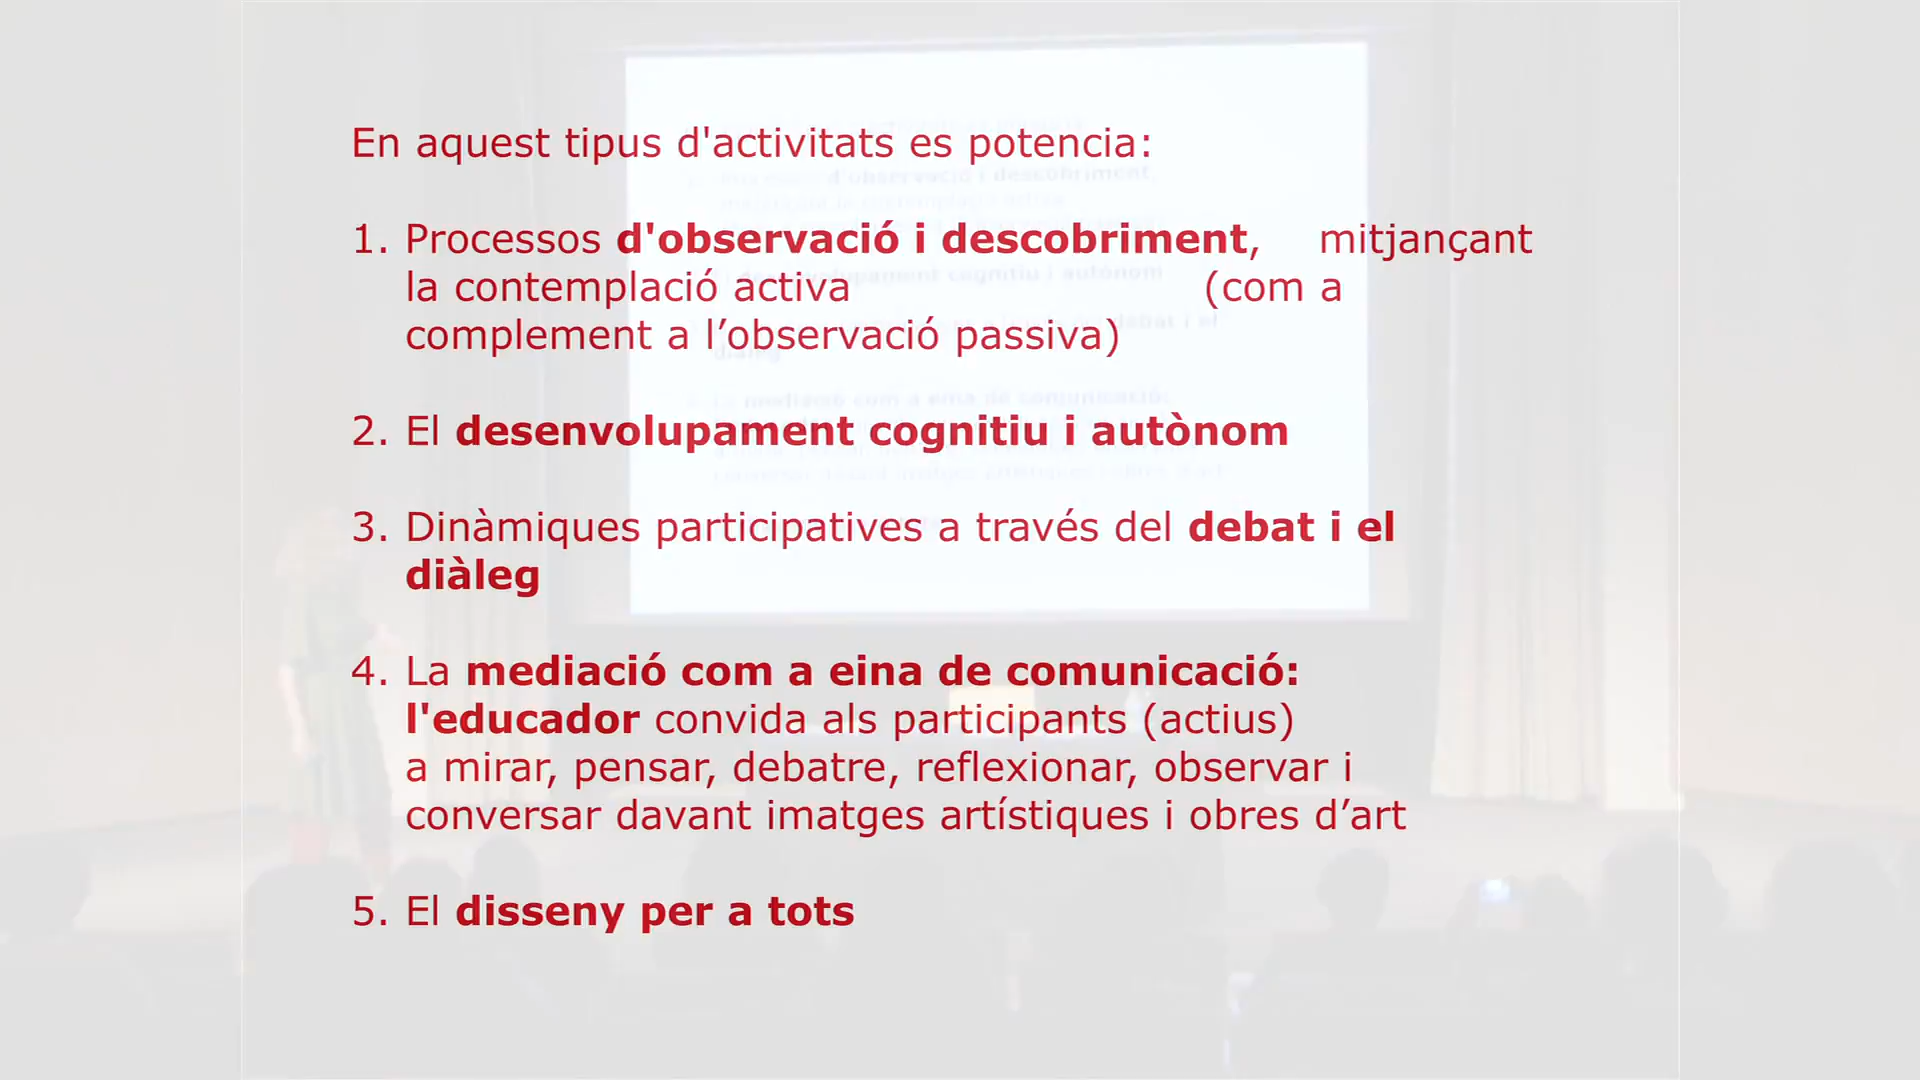 En aquest tipus d'activitats es potencia:
1. Processos d'observació i descobriment, mitjançant
la contemplació activa (com a
complement a l’observació passiva)
2. El desenvolupament cognitiu i autònom
3. Dinàmiques participatives a través del debat i el
diàleg
4. La mediació com a eina de comunicació:
l'educador convida als participants (actius)
a mirar, pensar, debatre, reflexionar, observar i
conversar davant imatges artístiques i obres d’art
5. El disseny per a tots